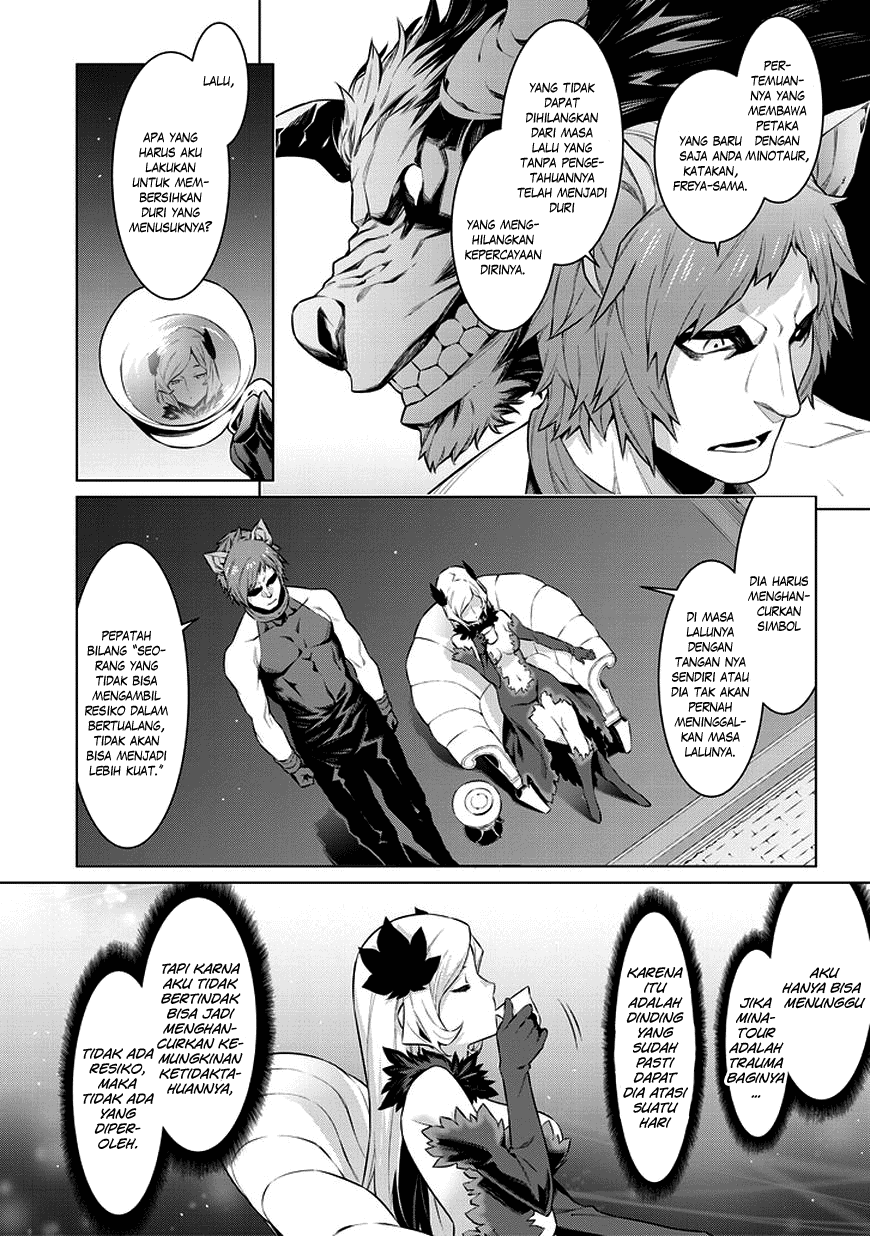 PER-
TEMUAN-
NYA YANG
MEMBAWA
PETAKA
DENGAN
MINOTAUR,
YANG BARU
SAJA ANDA
KATAKAN,
FREYA-SAMA.
YANG TIDAK
DAPAT
DIHILANGKAN
DARI MASA
LALU YANG
TANPA PENGE-
TAHUANNYA
TELAH MENJADI
DURI
YANG MENG-
HILANGKAN
KEPERCAYAAN
DIRINYA.
LALU,
APA YANG
HARUS AKU
LAKUKAN
UNTUK MEM-
BERSIHKAN
DURI YANG
MENUSUKNYA?
DIA HARUS
MENGHAN-
CURKAN
SIMBOL
DI MASA
LALUNYA
DENGAN
TANGAN NYA
SENDIRI ATAU
DIA TAK AKAN
PERNAH
MENINGGAL-
KAN MASA
LALUNYA.
PEPATAH
BILANG "SEO-
RANG YANG
TIDAK BISA
MENGAMBIL
RESIKO DALAM
BERTUALANG,
TIDAK AKAN
BISA MENJADI
LEBIH KUAT."
AKU
HANYA BISA
MENUNGGU
JIKA
MINA-
TOUR
ADALAH
TRAUMA
BAGINYA
...
KARENA
ITU
ADALAH
DINDING
YANG
SUDAH
PASTI
DAPAT
DIA ATASI
SUATU
HARI
TAPI KARNA
AKU TIDAK
BERTINDAK
BISA JADI
MENGHAN-
CURKAN KE-
MUNGKINAN
KETIDAKTA-
HUANNYA,
TIDAK ADA
RESIKO,
MAKA
TIDAK ADA
YANG
DIPER-
OLEH.